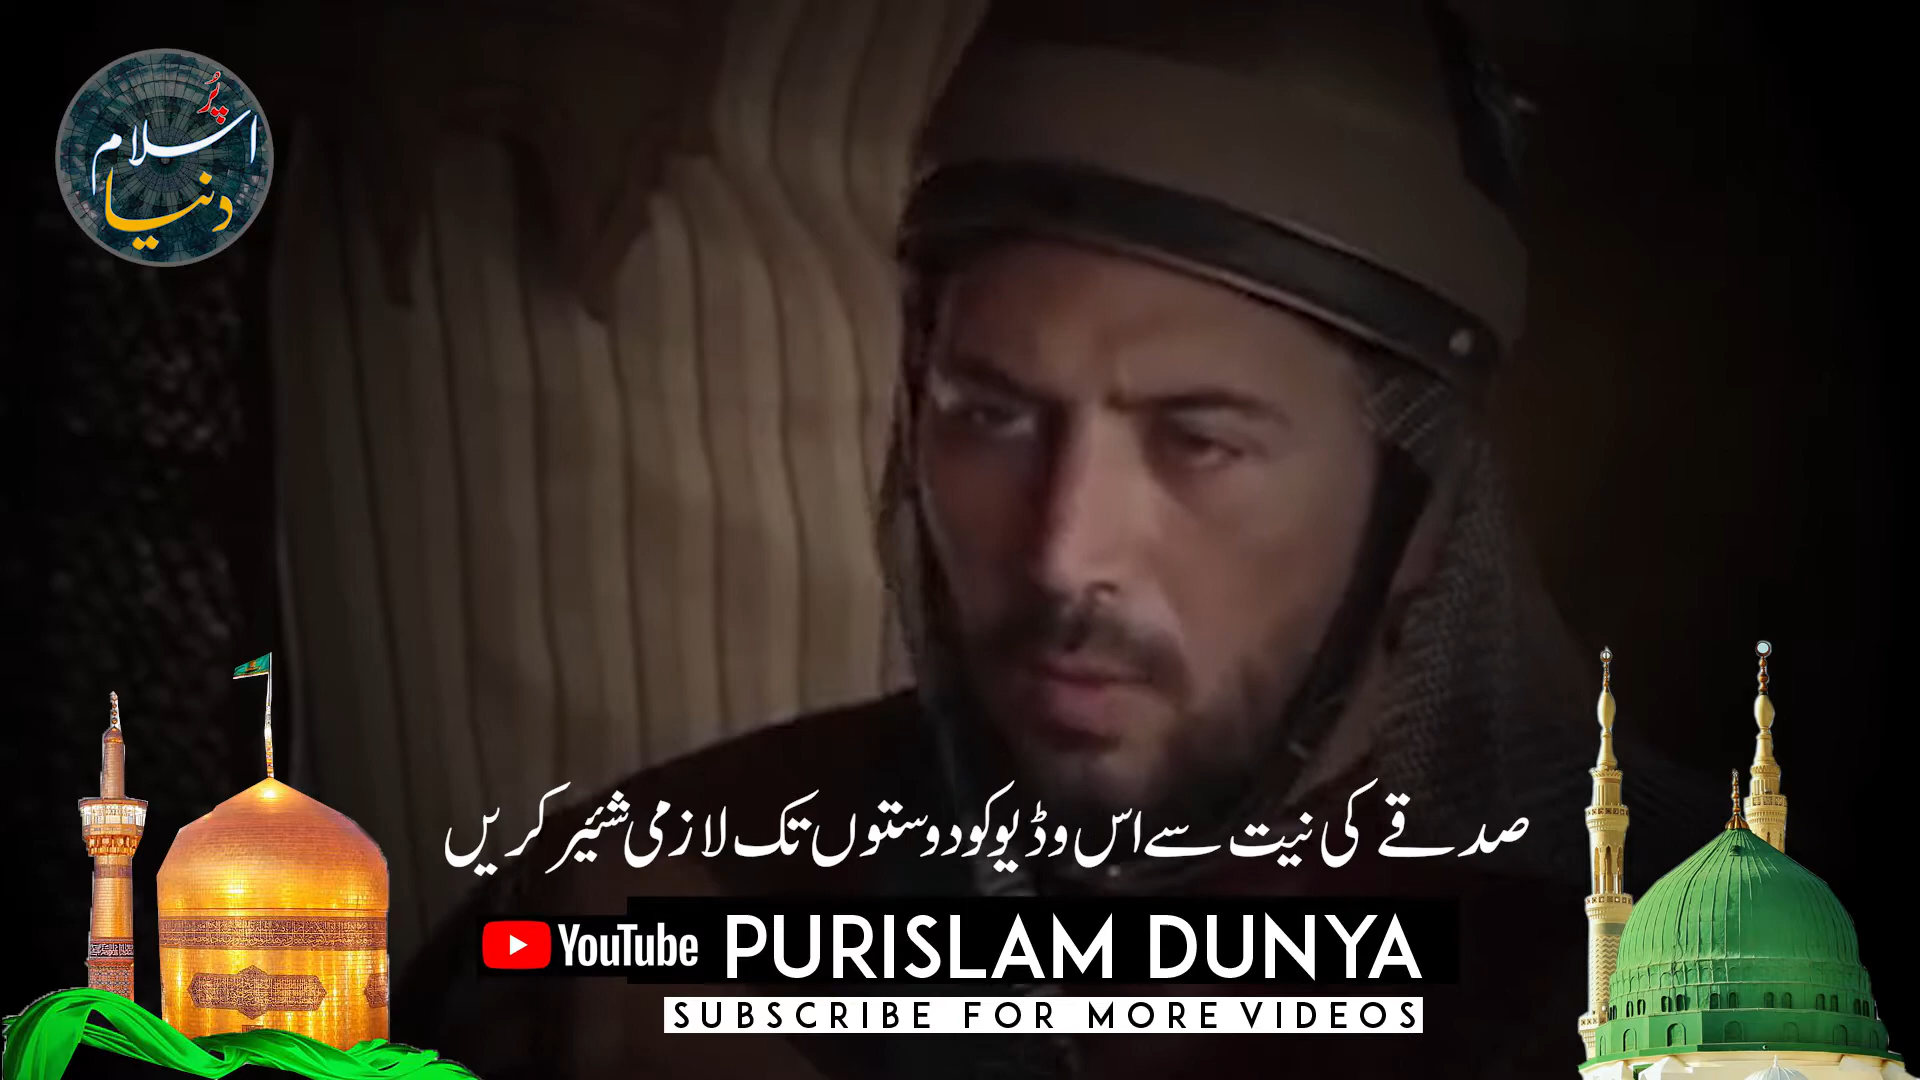 پُر
اسلام
دنیا
صدقے کی نیت سے اس وڈیو کو دوستوں تک لازمی شئیر کریں
YouTube PURISLAM DUNYA
SUBSCRIBE FOR MORE VIDEOS